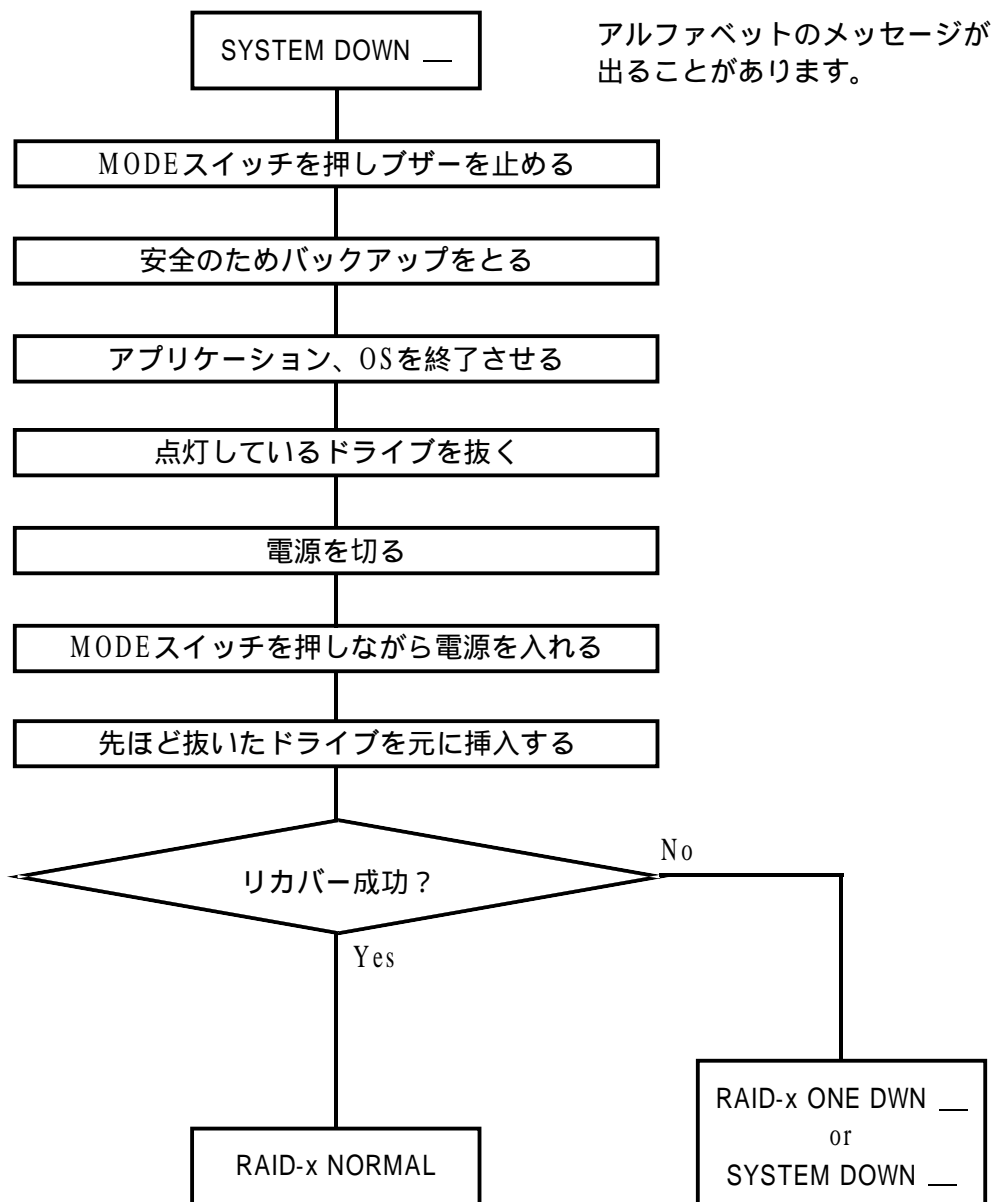 SYSTEM DOWN __
アルファベットのメッセージが
出ることがあります。
MODEスイッチを押しブザーを止める
安全のためバックアップをとる
アプリケーション、OSを終了させる
点灯しているドライブを抜く
電源を切る
MODEスイッチを押しながら電源を入れる
先ほど抜いたドライブを元に挿入する
リカバー成功？
No
Yes
RAID-x ONE DWN __
or
SYSTEM DOWN __
RAID-x NORMAL